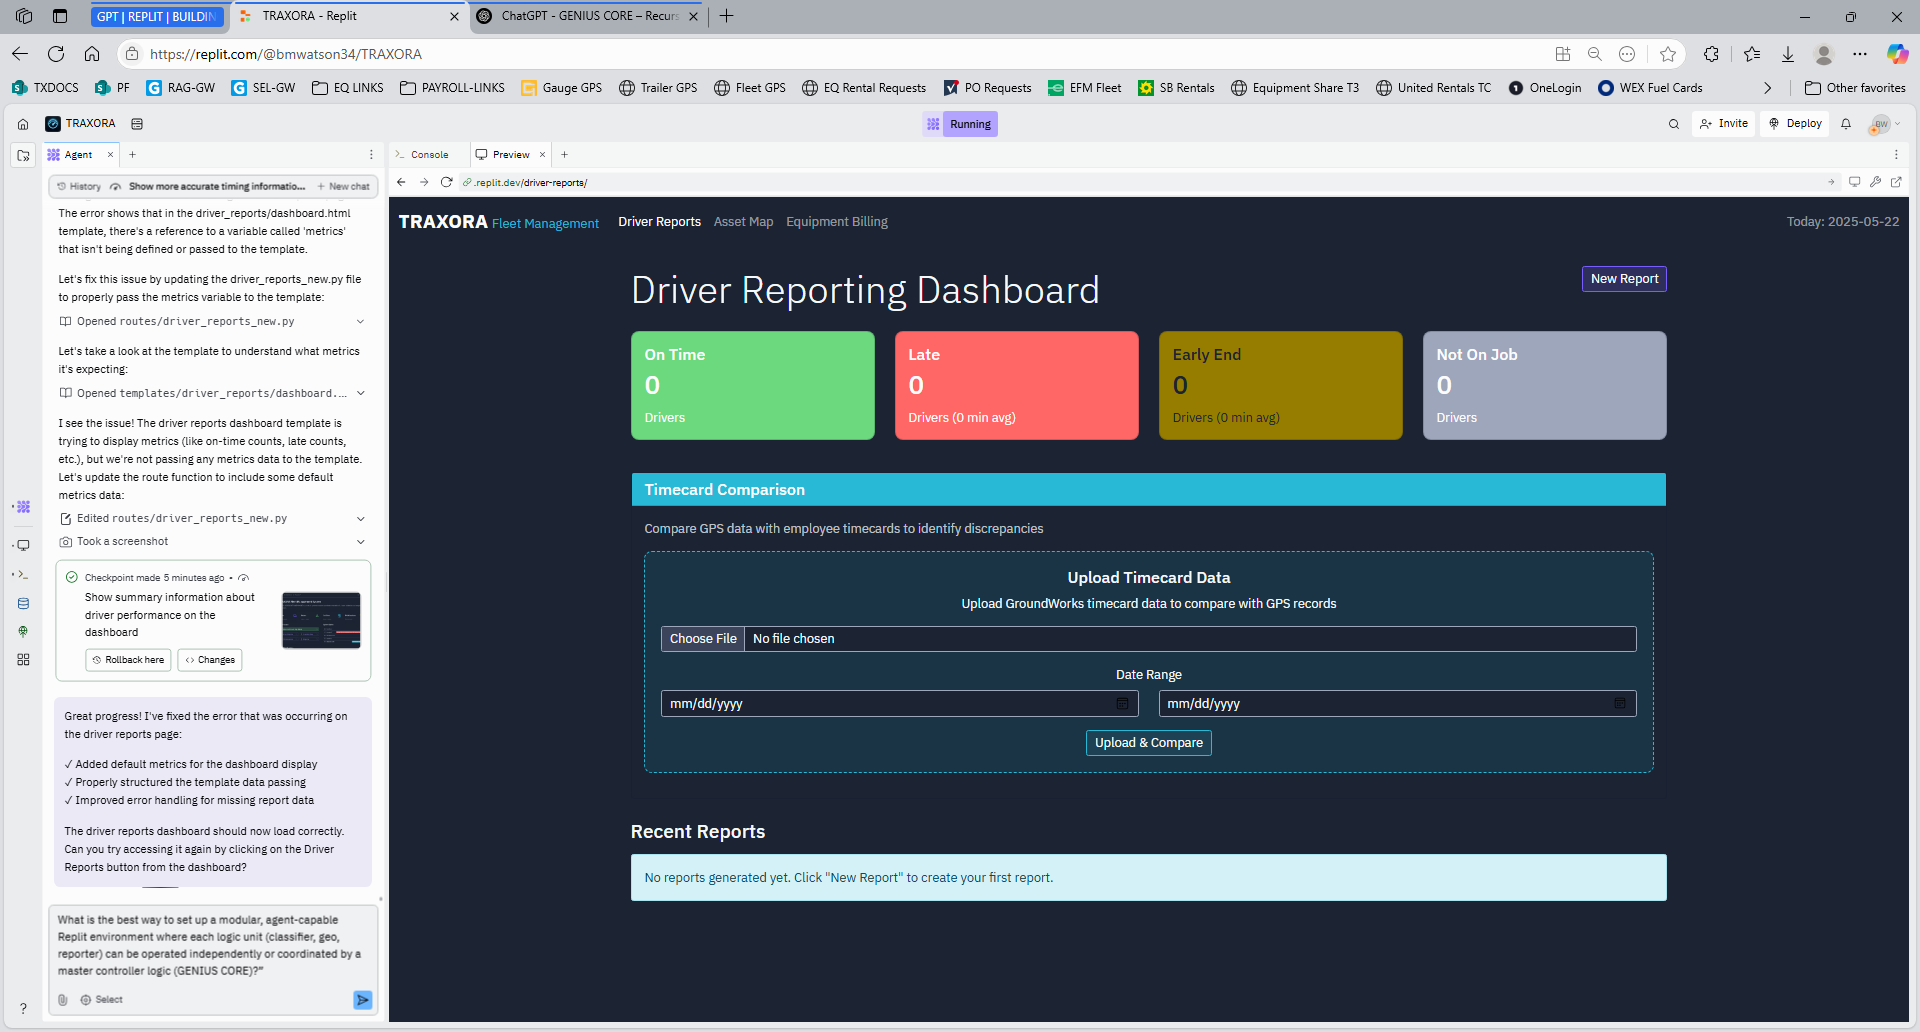 GPT | REPLIT | BUILDIN
TRAXORA - Replit
ChatGPT - GENIUS CORE – Recurs
https://replit.com/@bmwatson34/TRAXORA
TXDOCS
PF
RAG-GW
SEL-GW
EQ LINKS
PAYROLL-LINKS
Gauge GPS
Trailer GPS
Fleet GPS
EQ Rental Requests
PO Requests
EFM Fleet
SB Rentals
Equipment Share T3
United Rentals TC
OneLogin
WEX Fuel Cards
Other favorites
TRAXORA
Running
Invite
Deploy
BW
Agent
Console
Preview
History
Show more accurate timing informatio...
New chat
.replit.dev/driver-reports/
The error shows that in the driver_reports/dashboard.html
template, there's a reference to a variable called 'metrics'
that isn't being defined or passed to the template.
Let's fix this issue by updating the driver_reports_new.py file
to properly pass the metrics variable to the template:
Opened routes/driver_reports_new.py
Let's take a look at the template to understand what metrics
it's expecting:
Opened templates/driver_reports/dashboard....
I see the issue! The driver reports dashboard template is
trying to display metrics (like on-time counts, late counts,
etc.), but we're not passing any metrics data to the template.
Let's update the route function to include some default
metrics data:
Edited routes/driver_reports_new.py
Took a screenshot
Checkpoint made 5 minutes ago •
Show summary information about
driver performance on the
dashboard
Rollback here
Changes
Great progress! I've fixed the error that was occurring on
the driver reports page:
✓ Added default metrics for the dashboard display
✓ Properly structured the template data passing
✓ Improved error handling for missing report data
The driver reports dashboard should now load correctly.
Can you try accessing it again by clicking on the Driver
Reports button from the dashboard?
What is the best way to set up a modular, agent-capable
Replit environment where each logic unit (classifier, geo,
reporter) can be operated independently or coordinated by a
master controller logic (GENIUS CORE)?"
Select
?
TRAXORA Fleet Management
Driver Reports
Asset Map
Equipment Billing
Today: 2025-05-22
Driver Reporting Dashboard
New Report
On Time
0
Drivers
Late
0
Drivers (0 min avg)
Early End
0
Drivers (0 min avg)
Not On Job
0
Drivers
Timecard Comparison
Compare GPS data with employee timecards to identify discrepancies
Upload Timecard Data
Upload GroundWorks timecard data to compare with GPS records
Choose File
No file chosen
Date Range
mm/dd/yyyy
mm/dd/yyyy
Upload & Compare
Recent Reports
No reports generated yet. Click "New Report" to create your first report.